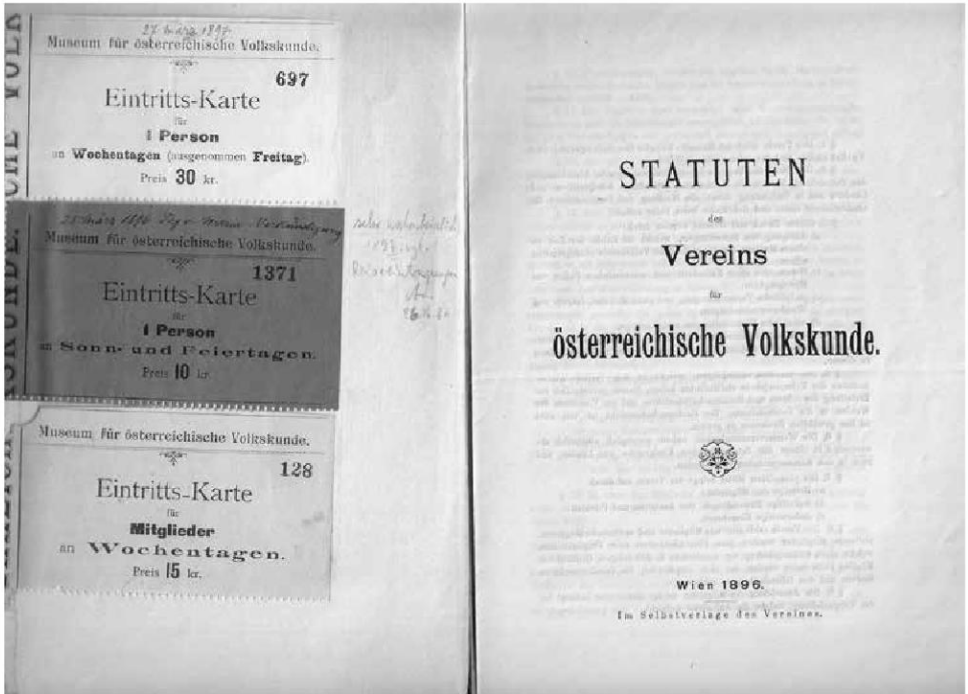 27 März 1897
Museum für österreichische Volkskunde.
697
Eintritts-Karte
für
1 Person
an Wochentagen (ausgenommen Freitag).
Preis 30 kr.
Museum für österreichische Volkskunde.
1371
Eintritts-Karte
für
1 Person
an Sonn- und Feiertagen.
Preis 10 kr.
Museum für österreichische Volkskunde.
128
Eintritts-Karte
für
Mitglieder
an Wochentagen.
Preis 15 kr.
STATUTEN
des
Vereins
für
österreichische Volkskunde.
Wien 1896.
Im Selbstverlage des Vereines.